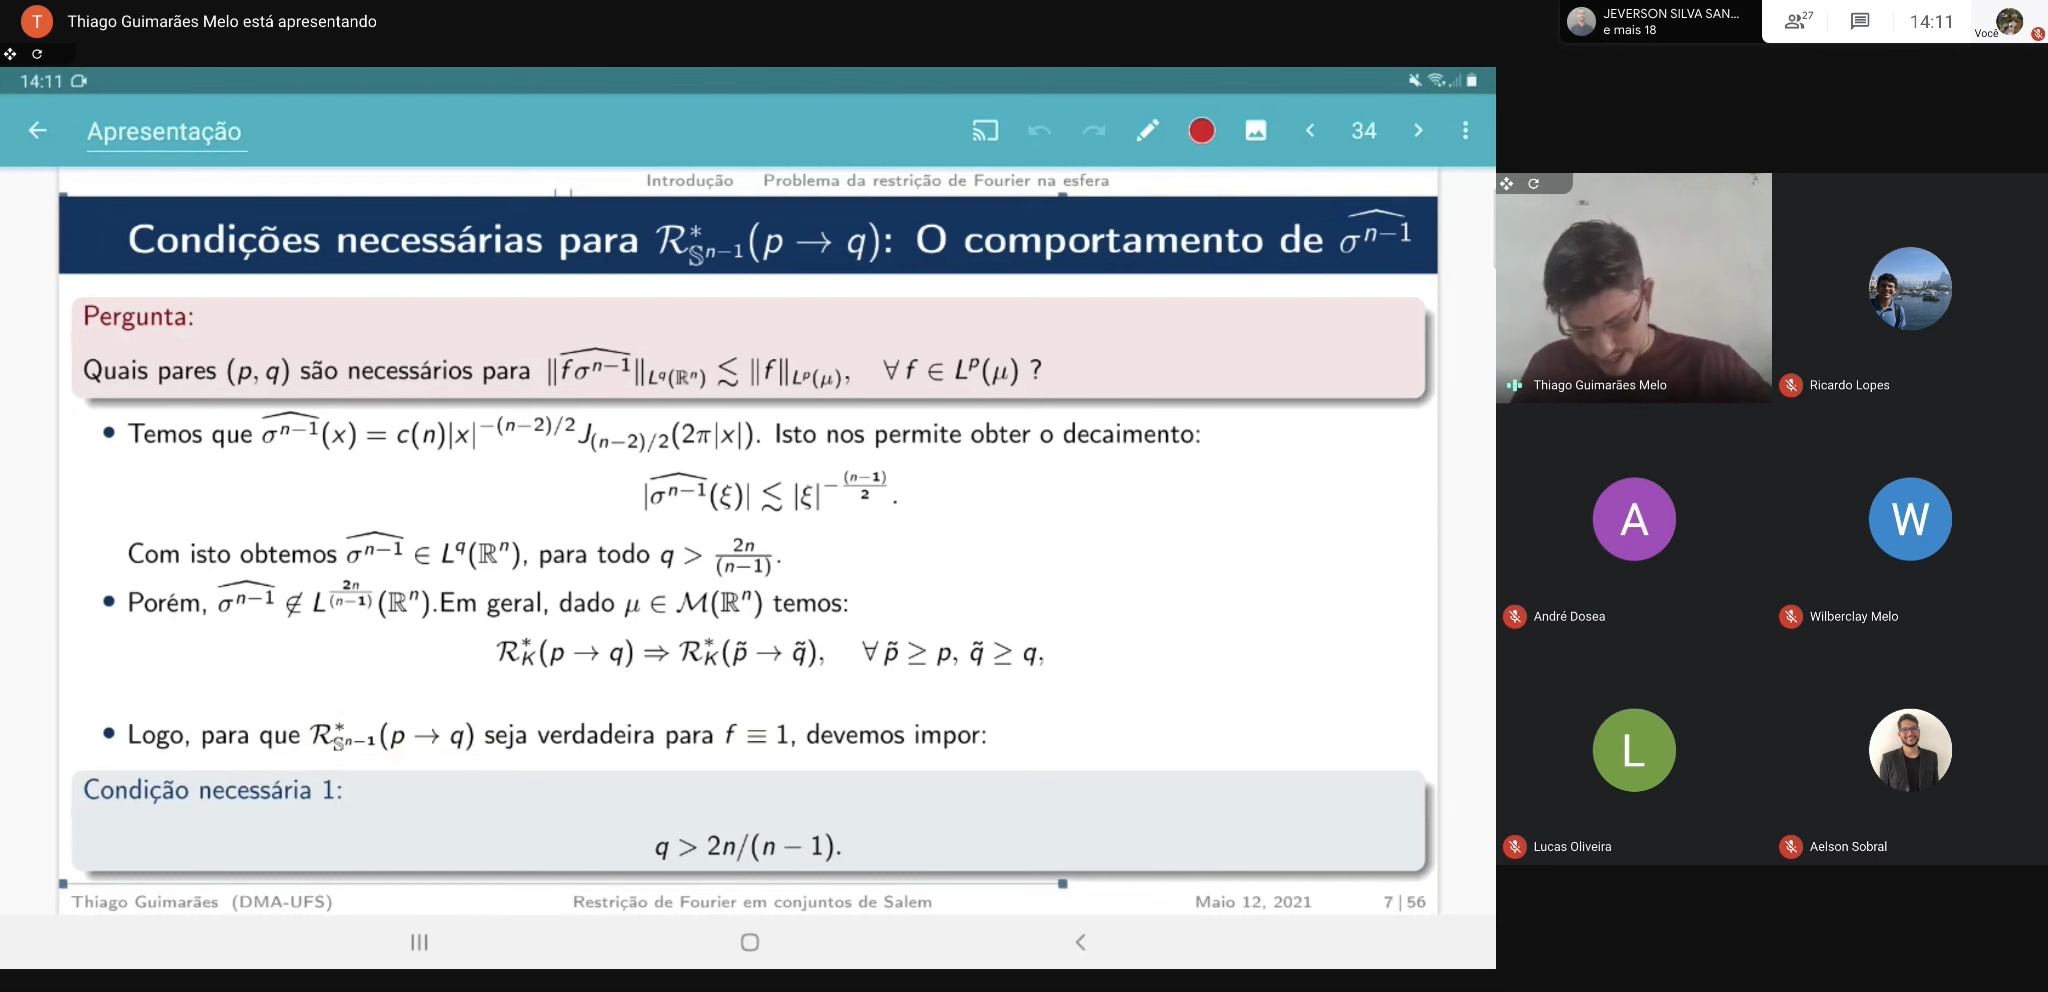 T Thiago Guimarães Melo está apresentando
JEVERSON SILVA SAN...
e mais 18
27
14:11
Você
14:11
Apresentação
34
Introdução Problema da restrição de Fourier na esfera
Condições necessárias para $\mathcal{R}^*_{\mathbb{S}^{n-1}}(p \to q)$: O comportamento de $\widehat{\sigma^{n-1}}$
Pergunta:
Quais pares $(p, q)$ são necessários para $\|\widehat{f\sigma^{n-1}}\|_{L^q(\mathbb{R}^n)} \lesssim \|f\|_{L^p(\mu)}, \quad \forall f \in L^p(\mu)$ ?
• Temos que $\widehat{\sigma^{n-1}}(x) = c(n)|x|^{-(n-2)/2} J_{(n-2)/2}(2\pi|x|)$. Isto nos permite obter o decaimento:
$|\widehat{\sigma^{n-1}}(\xi)| \lesssim |\xi|^{-\frac{(n-1)}{2}}.$
Com isto obtemos $\widehat{\sigma^{n-1}} \in L^q(\mathbb{R}^n)$, para todo $q > \frac{2n}{(n-1)}$.
• Porém, $\widehat{\sigma^{n-1}} \notin L^{\frac{2n}{(n-1)}}(\mathbb{R}^n)$.Em geral, dado $\mu \in \mathcal{M}(\mathbb{R}^n)$ temos:
$\mathcal{R}^*_K(p \to q) \Rightarrow \mathcal{R}^*_K(\tilde{p} \to \tilde{q}), \quad \forall \tilde{p} \geq p, \tilde{q} \geq q,$
• Logo, para que $\mathcal{R}^*_{\mathbb{S}^{n-1}}(p \to q)$ seja verdadeira para $f \equiv 1$, devemos impor:
Condição necessária 1:
$q > 2n/(n-1).$
Thiago Guimarães (DMA-UFS) Restrição de Fourier em conjuntos de Salem Maio 12, 2021 7 | 56
Thiago Guimarães Melo
Ricardo Lopes
A
W
André Dosea
Wilberclay Melo
L
Lucas Oliveira
Aelson Sobral